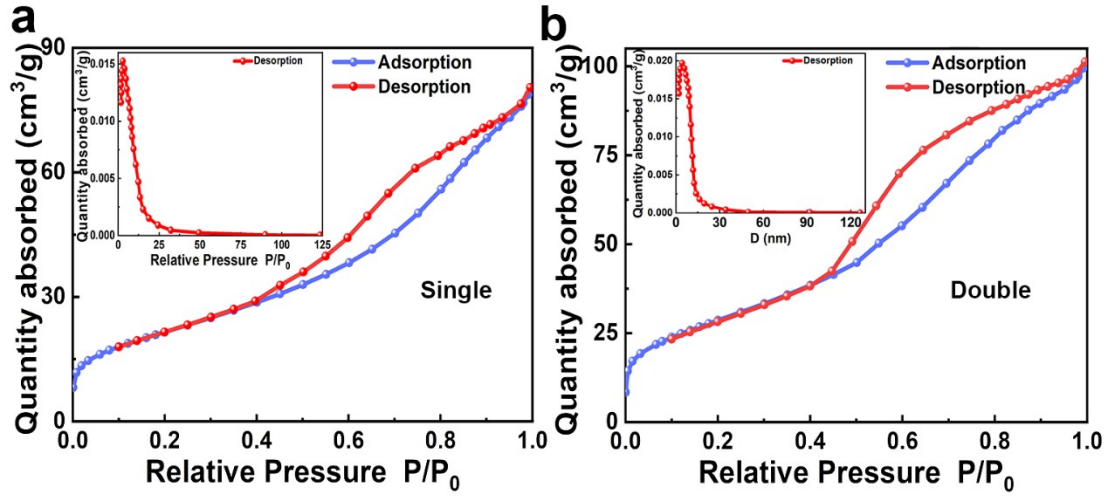 a
Quantity absorbed (cm³/g)
90
60
30
0
0.0 0.2 0.4 0.6 0.8 1.0
Relative Pressure P/P₀
Adsorption
Desorption
Single
Quantity absorbed (cm³/g)
0.015
0.010
0.005
0.000
0 25 50 75 100 125
Relative Pressure P/P₀
Desorption
b
Quantity absorbed (cm³/g)
100
75
50
25
0
0.0 0.2 0.4 0.6 0.8 1.0
Relative Pressure P/P₀
Adsorption
Desorption
Double
Quantity absorbed (cm³/g)
0.020
0.015
0.010
0.005
0.000
0 30 60 90 120
D (nm)
Desorption